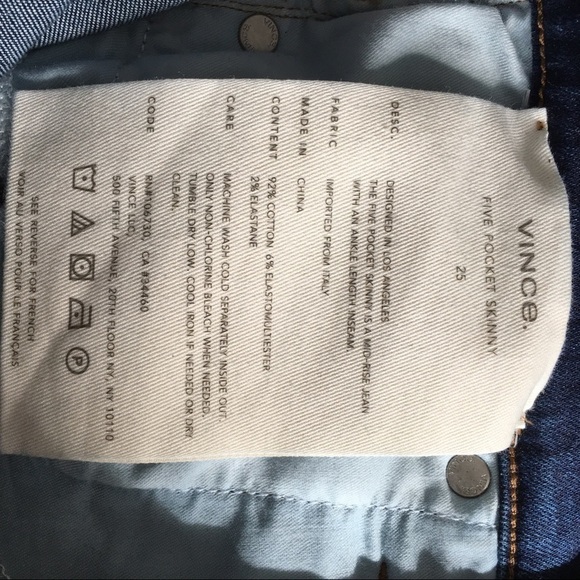 VINCE.
FIVE POCKET SKINNY
25
DESC. DESIGNED IN LOS ANGELES
THE FIVE POCKET SKINNY IS A MID-RISE JEAN
WITH AN ANKLE LENGTH INSEAM.
FABRIC IMPORTED FROM ITALY
MADE IN CHINA
CONTENT 92% COTTON 6% ELASTOMULTIESTER
2% ELASTANE
CARE MACHINE WASH COLD SEPARATELY INSIDE OUT.
ONLY NON-CHLORINE BLEACH WHEN NEEDED.
TUMBLE DRY LOW. COOL IRON IF NEEDED OR DRY
CLEAN.
CODE RN#106730, CA #34460
VINCE LLC,
500 FIFTH AVENUE, 20TH FLOOR NY, NY 10110
P
SEE REVERSE FOR FRENCH
VOIR AU VERSO POUR LE FRANÇAIS